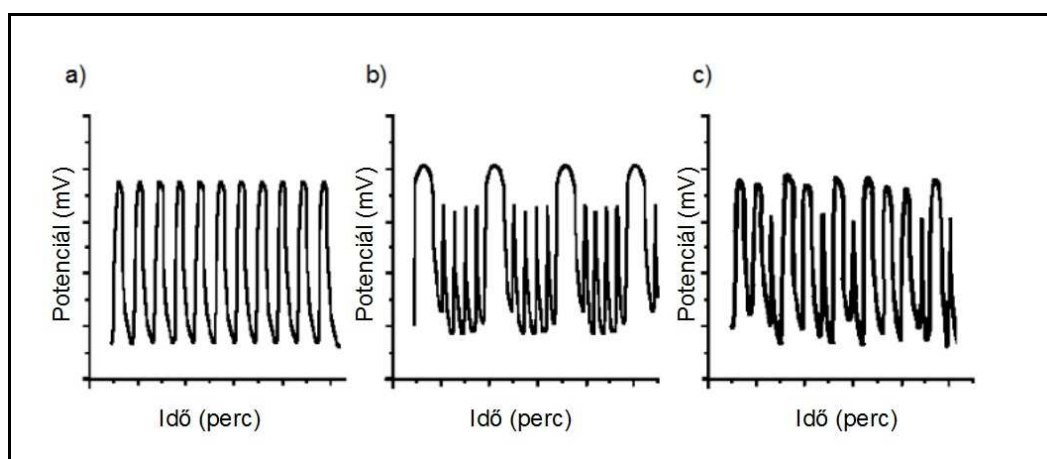 a)
b)
c)
Potenciál (mV)
Potenciál (mV)
Potenciál (mV)
Idő (perc)
Idő (perc)
Idő (perc)